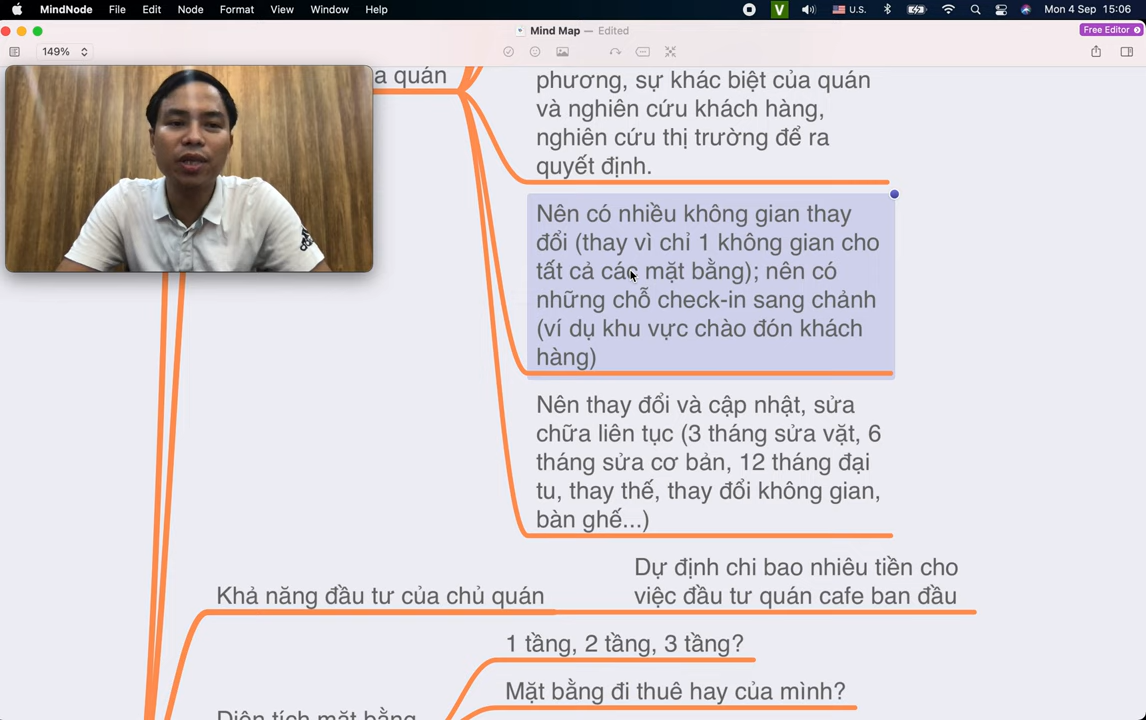 MindNode File Edit Node Format View Window Help V U.S. Mon 4 Sep 15:06
Mind Map — Edited
Free Editor
149%
a quán
phương, sự khác biệt của quán
và nghiên cứu khách hàng,
nghiên cứu thị trường để ra
quyết định.
Nên có nhiều không gian thay
đổi (thay vì chỉ 1 không gian cho
tất cả các mặt bằng); nên có
những chỗ check-in sang chảnh
(ví dụ khu vực chào đón khách
hàng)
Nên thay đổi và cập nhật, sửa
chữa liên tục (3 tháng sửa vặt, 6
tháng sửa cơ bản, 12 tháng đại
tu, thay thế, thay đổi không gian,
bàn ghế...)
Khả năng đầu tư của chủ quán
Dự định chi bao nhiêu tiền cho
việc đầu tư quán cafe ban đầu
1 tầng, 2 tầng, 3 tầng?
Mặt bằng đi thuê hay của mình?
Diện tích mặt bằng